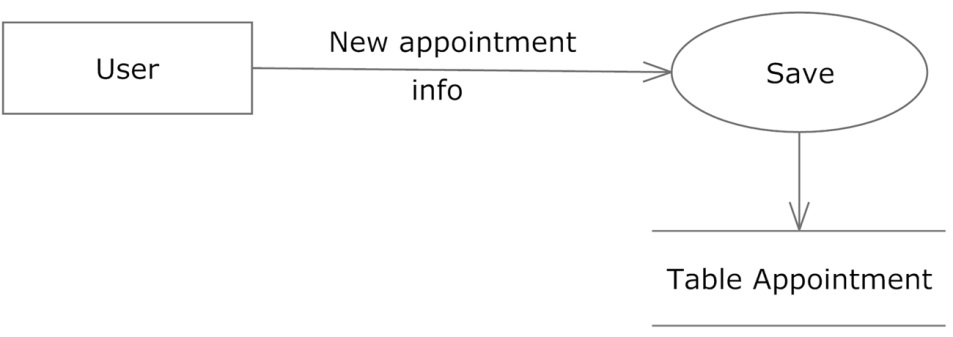 User
New appointment
info
Save
Table Appointment